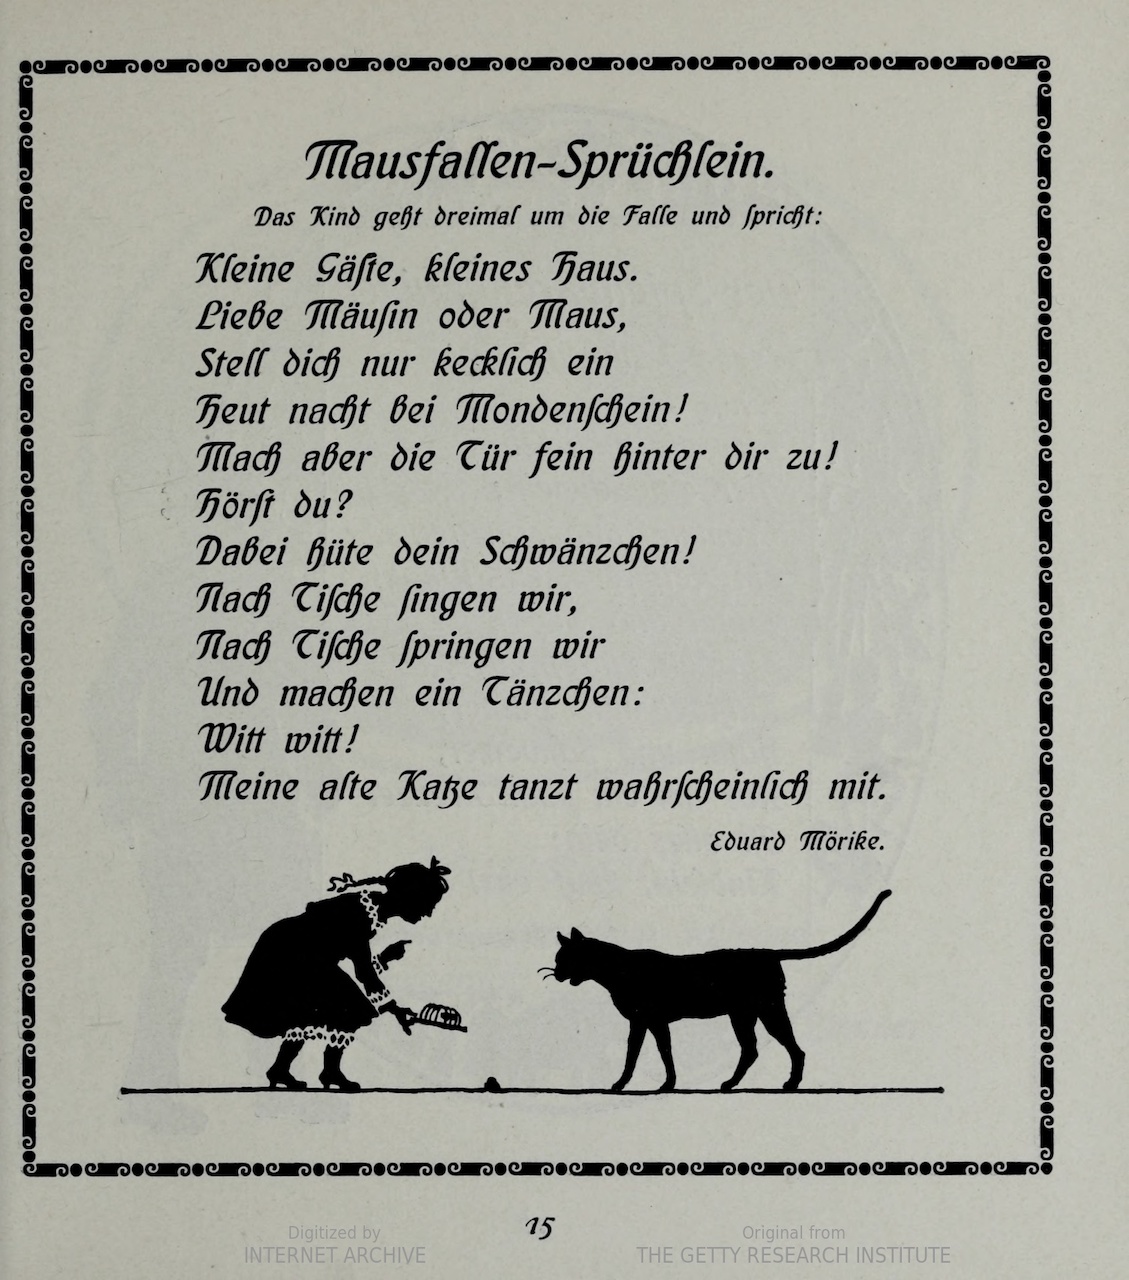 Mausfallen-Sprüchlein.
Das Kind geht dreimal um die Falle und ſpricht:
Kleine Gäſte, kleines Haus.
Liebe Mäuſin oder Maus,
Stell dich nur kecklich ein
Heut nacht bei Mondenſchein!
Mach aber die Tür fein hinter dir zu!
Hörſt du?
Dabei hüte dein Schwänzchen!
Nach Tiſche ſingen wir,
Nach Tiſche ſpringen wir
Und machen ein Tänzchen:
Witt witt!
Meine alte Katze tanzt wahrſcheinlich mit.
Eduard Mörike.
15
Digitized by
INTERNET ARCHIVE
Original from
THE GETTY RESEARCH INSTITUTE